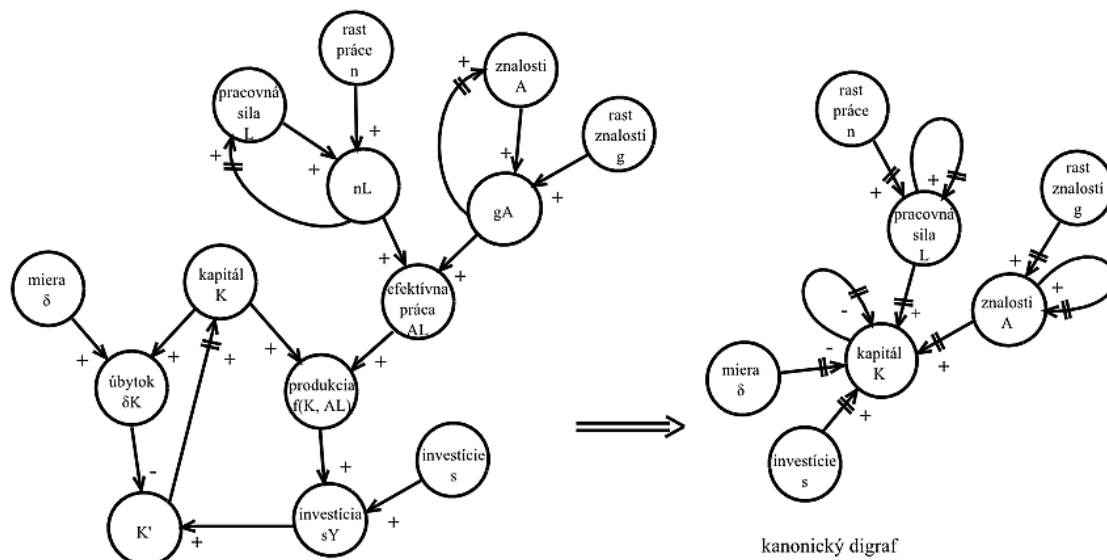 rast
práce
n
znalosti
A
pracovná
sila
L
rast
znalostí
g
nL
gA
miera
δ
kapitál
K
efektívna
práca
AL
úbytok
δK
produkcia
f(K, AL)
investície
s
K'
investícia
sY
+
+
+
+
+
+
+
+
+
+
+
+
+
+
-
+
+
+
rast
práce
n
rast
znalostí
g
pracovná
sila
L
znalosti
A
kapitál
K
miera
δ
investície
s
+
+
+
+
+
+
-
-
+
kanonický digraf